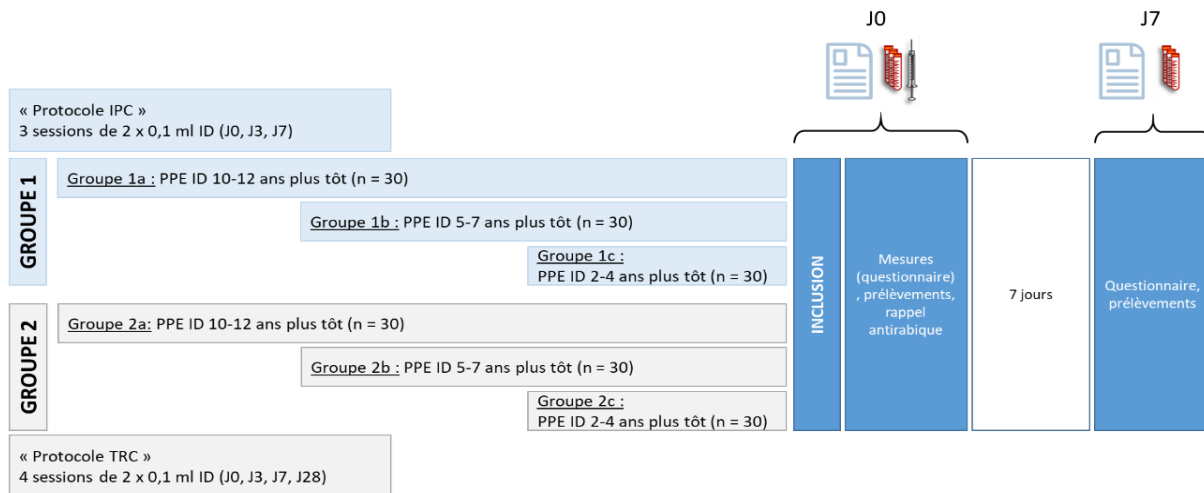 J0
J7
« Protocole IPC »
3 sessions de 2 x 0,1 ml ID (J0, J3, J7)
GROUPE 1
Groupe 1a : PPE ID 10-12 ans plus tôt (n = 30)
Groupe 1b : PPE ID 5-7 ans plus tôt (n = 30)
Groupe 1c :
PPE ID 2-4 ans plus tôt (n = 30)
GROUPE 2
Groupe 2a: PPE ID 10-12 ans plus tôt (n = 30)
Groupe 2b : PPE ID 5-7 ans plus tôt (n = 30)
Groupe 2c :
PPE ID 2-4 ans plus tôt (n = 30)
« Protocole TRC »
4 sessions de 2 x 0,1 ml ID (J0, J3, J7, J28)
INCLUSION
Mesures
(questionnaire)
, prélèvements,
rappel
antirabique
7 jours
Questionnaire,
prélèvements